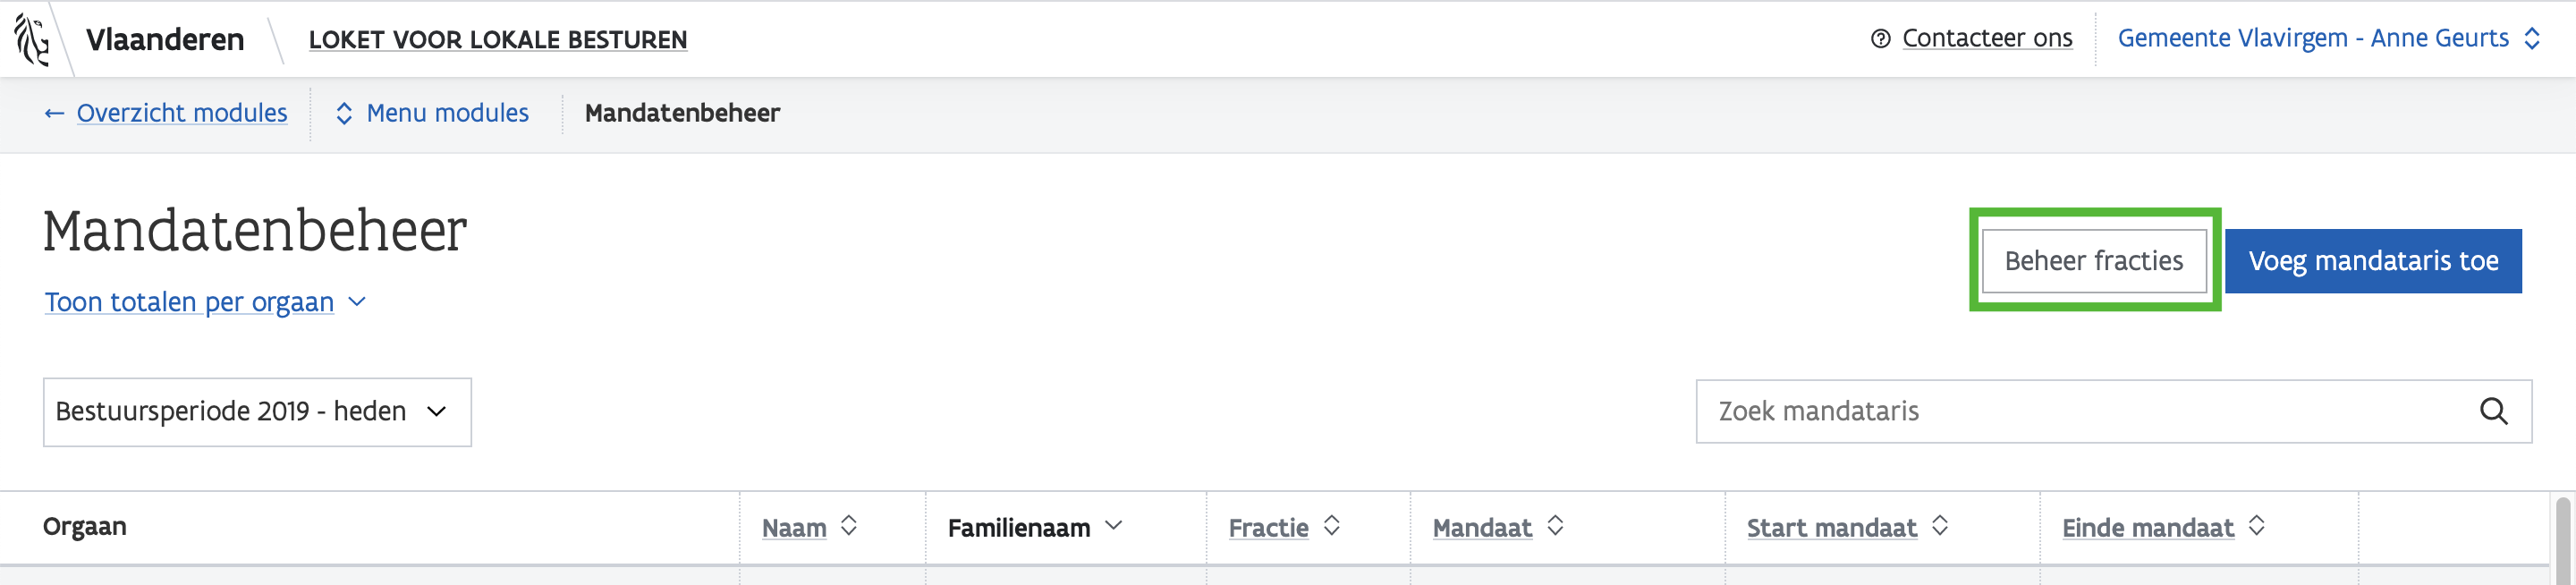 Vlaanderen LOKET VOOR LOKALE BESTUREN Contacteer ons Gemeente Vlavirgem - Anne Geurts
← Overzicht modules Menu modules Mandatenbeheer
Mandatenbeheer
Beheer fracties Voeg mandataris toe
Toon totalen per orgaan
Bestuursperiode 2019 - heden Zoek mandataris
Orgaan Naam Familienaam Fractie Mandaat Start mandaat Einde mandaat